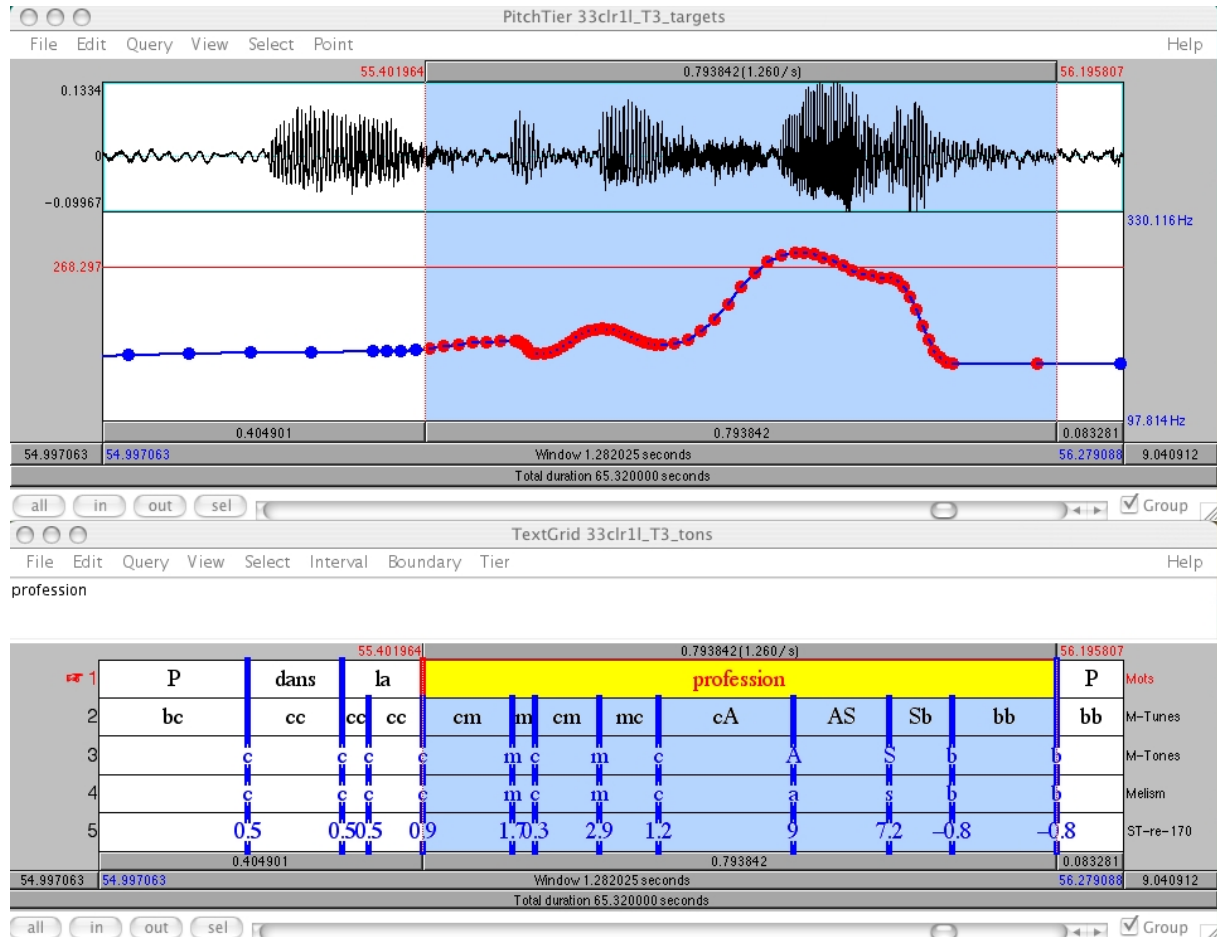 PitchTier 33clr1l_T3_targets
File Edit Query View Select Point Help
55.401964 0.793842(1.260/s) 56.195807
0.1334
0
-0.09967
330.116Hz
268.297
97.814Hz
0.404901 0.793842 0.083281
54.997063 54.997063 Window 1.282025 seconds 56.279088 9.040912
Total duration 65.320000 seconds
all in out sel Group
TextGrid 33clr1l_T3_tons
File Edit Query View Select Interval Boundary Tier Help
profession
55.401964 0.793842(1.260/s) 56.195807
1 P dans la profession P Mots
2 bc cc cc cc cm m cm mc cA AS Sb bb bb M-Tunes
3 c c c c m c m c A S b b M-Tones
4 c c c c m c m c a s b b Melism
5 0.5 0.5 0.5 0.9 1.7 0.3 2.9 1.2 9 7.2 -0.8 -0.8 ST-re-170
0.404901 0.793842 0.083281
54.997063 54.997063 Window 1.282025 seconds 56.279088 9.040912
Total duration 65.320000 seconds
all in out sel Group